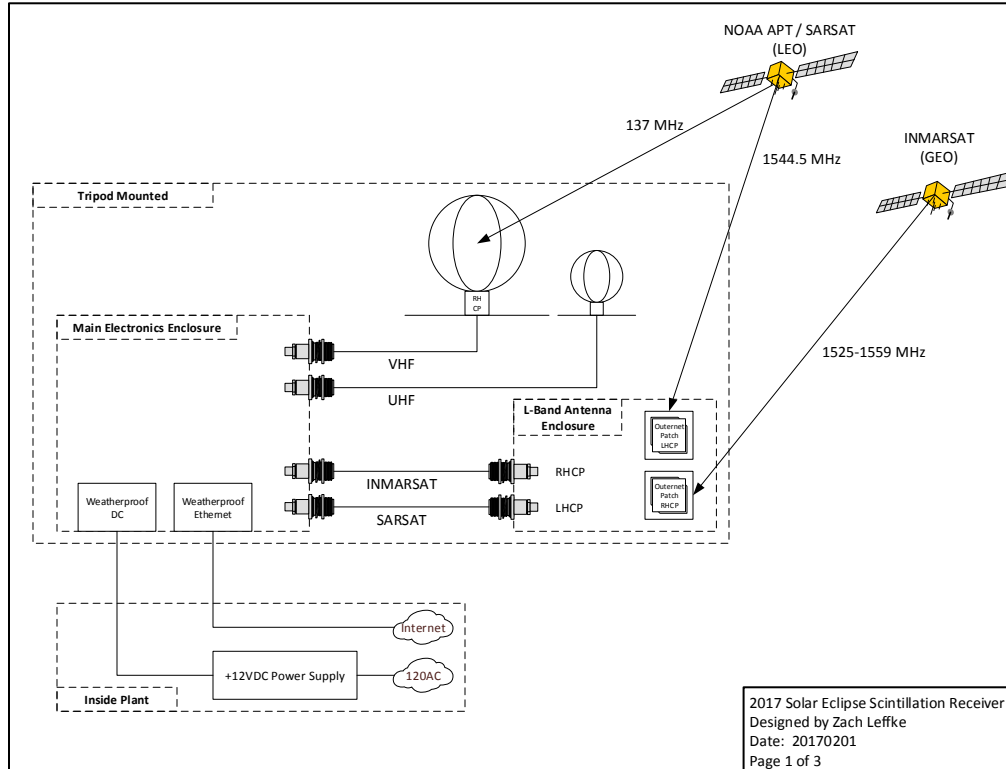 NOAA APT / SARSAT
(LEO)
137 MHz
1544.5 MHz
INMARSAT
(GEO)
Tripod Mounted
RH
CP
1525-1559 MHz
Main Electronics Enclosure
VHF
UHF
L-Band Antenna
Enclosure
Outernet
Patch
LHCP
RHCP
INMARSAT
Outernet
Patch
RHCP
LHCP
SARSAT
Weatherproof
DC
Weatherproof
Ethernet
Internet
+12VDC Power Supply
120AC
Inside Plant
2017 Solar Eclipse Scintillation Receiver
Designed by Zach Leffke
Date: 20170201
Page 1 of 3